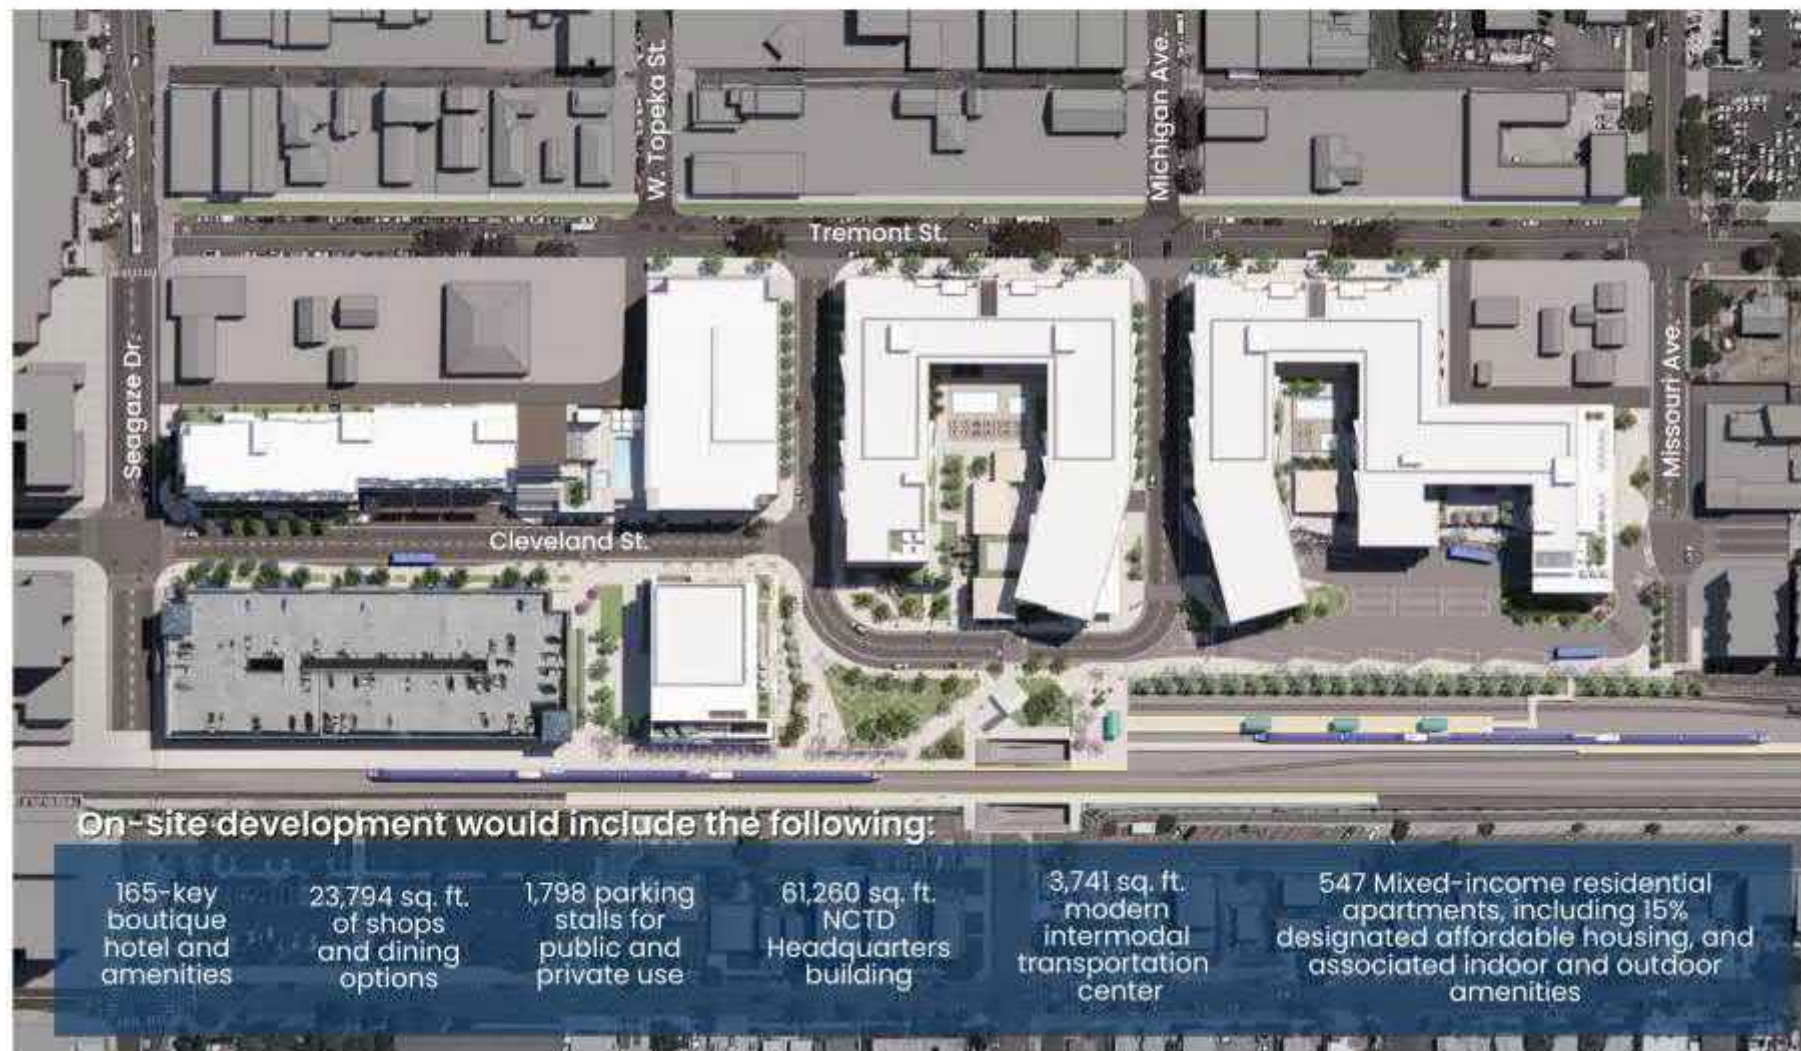 W. Topeka St.
Michigan Ave.
Tremont St.
Seagaze Dr.
Missouri Ave.
Cleveland St.
On-site development would include the following:
165-key
boutique
hotel and
amenities
23,794 sq. ft.
of shops
and dining
options
1,798 parking
stalls for
public and
private use
61,260 sq. ft.
NCTD
Headquarters
building
3,741 sq. ft.
modern
intermodal
transportation
center
547 Mixed-income residential
apartments, including 15%
designated affordable housing, and
associated indoor and outdoor
amenities